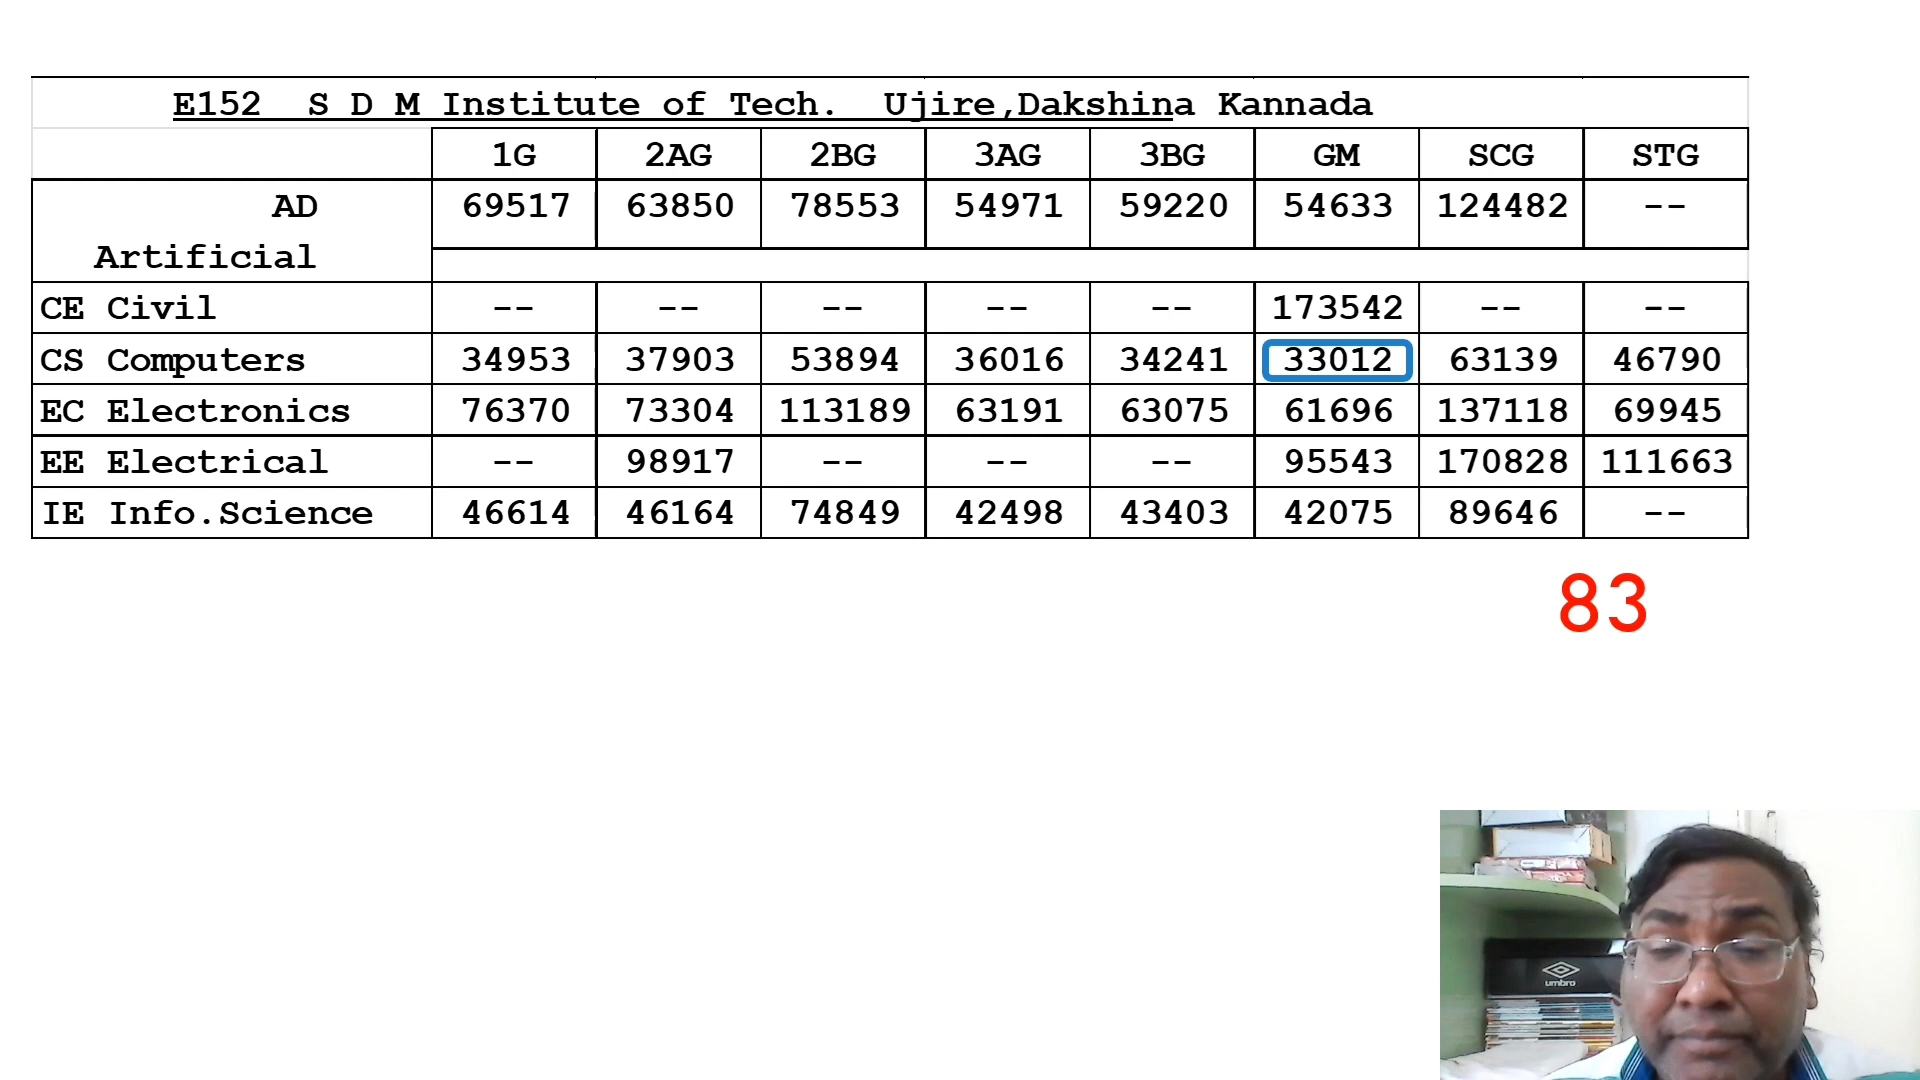 E152 S D M Institute of Tech. Ujire,Dakshina Kannada
1G 2AG 2BG 3AG 3BG GM SCG STG
AD 69517 63850 78553 54971 59220 54633 124482 --
Artificial
CE Civil -- -- -- -- -- 173542 -- --
CS Computers 34953 37903 53894 36016 34241 33012 63139 46790
EC Electronics 76370 73304 113189 63191 63075 61696 137118 69945
EE Electrical -- 98917 -- -- -- 95543 170828 111663
IE Info.Science 46614 46164 74849 42498 43403 42075 89646 --
83
umbro